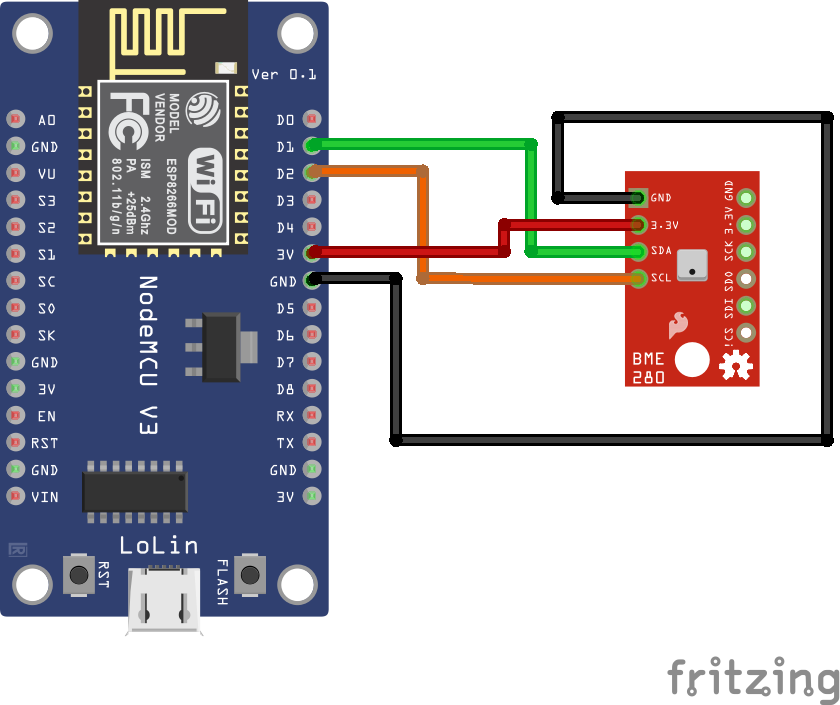 Ver 0.1
MODEL
VENDOR
ISM 2.4GHz
PA +25dBm
802.11b/g/n
ESP8266MOD
WiFi
FC
A0
GND
VU
S3
S2
S1
SC
S0
SK
GND
3V
EN
RST
GND
VIN
D0
D1
D2
D3
D4
3V
GND
D5
D6
D7
D8
RX
TX
GND
3V
NodeMCU V3
LoLin
RST
FLASH
GND
3.3V
SDA
SCL
GND
3.3V
SCK
SDO
SDI
BME
280
fritzing